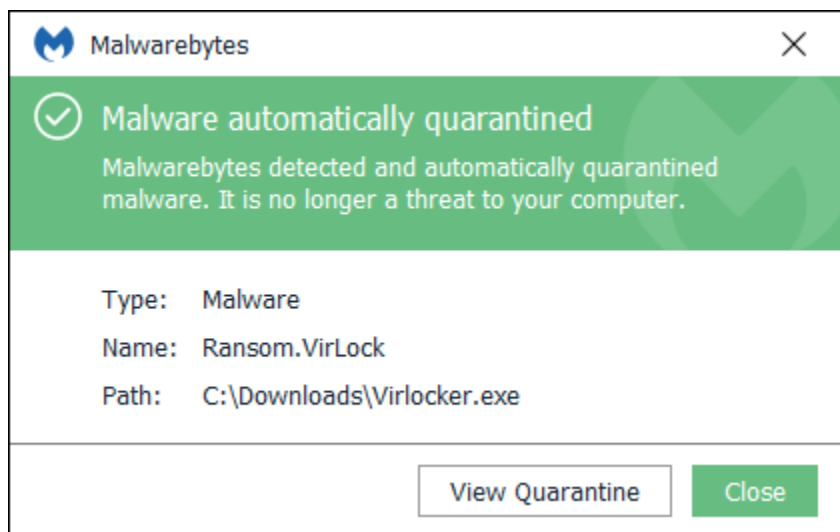 Malwarebytes
Malware automatically quarantined
Malwarebytes detected and automatically quarantined
malware. It is no longer a threat to your computer.
Type: Malware
Name: Ransom.VirLock
Path: C:\Downloads\Virlocker.exe
View Quarantine Close